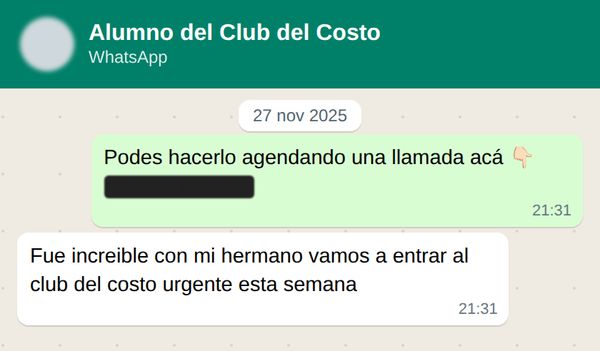 Alumno del Club del Costo
WhatsApp
27 nov 2025
Podes hacerlo agendando una llamada acá 👇🏻
21:31
Fue increible con mi hermano vamos a entrar al
club del costo urgente esta semana
21:31